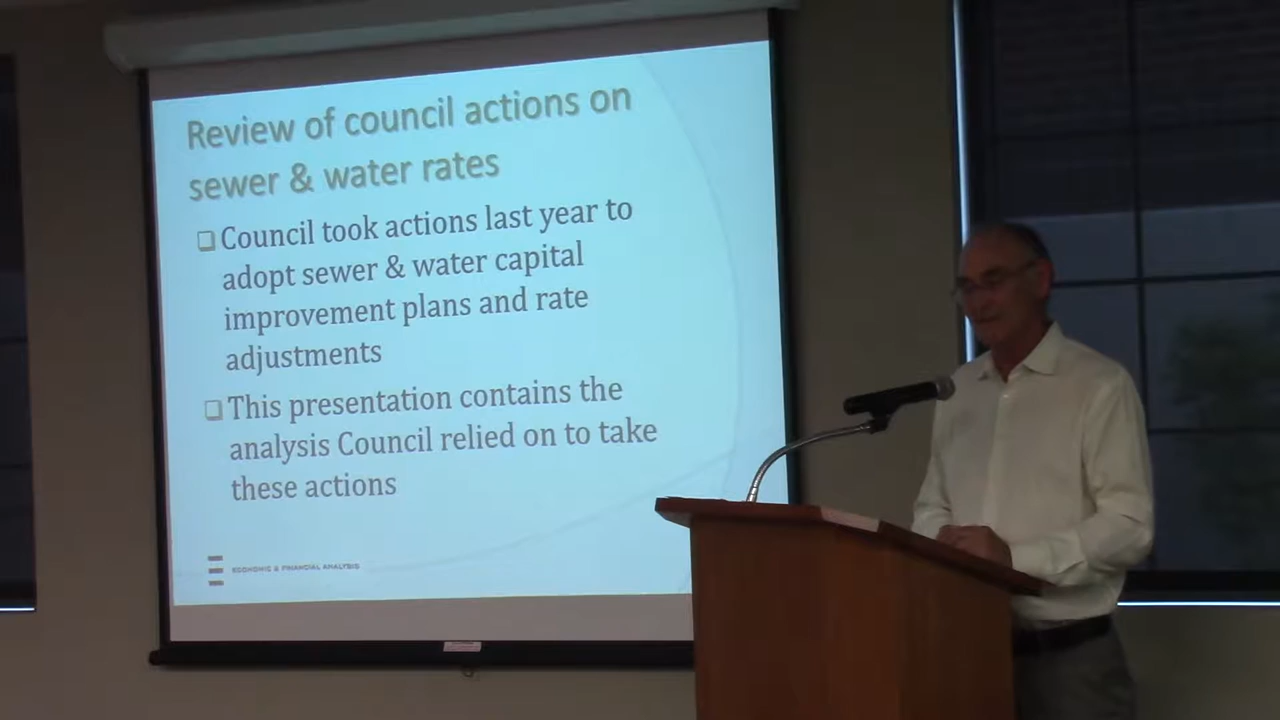 Review of council actions on
sewer & water rates
Council took actions last year to
adopt sewer & water capital
improvement plans and rate
adjustments
This presentation contains the
analysis Council relied on to take
these actions
ECONOMIC & FINANCIAL ANALYSIS